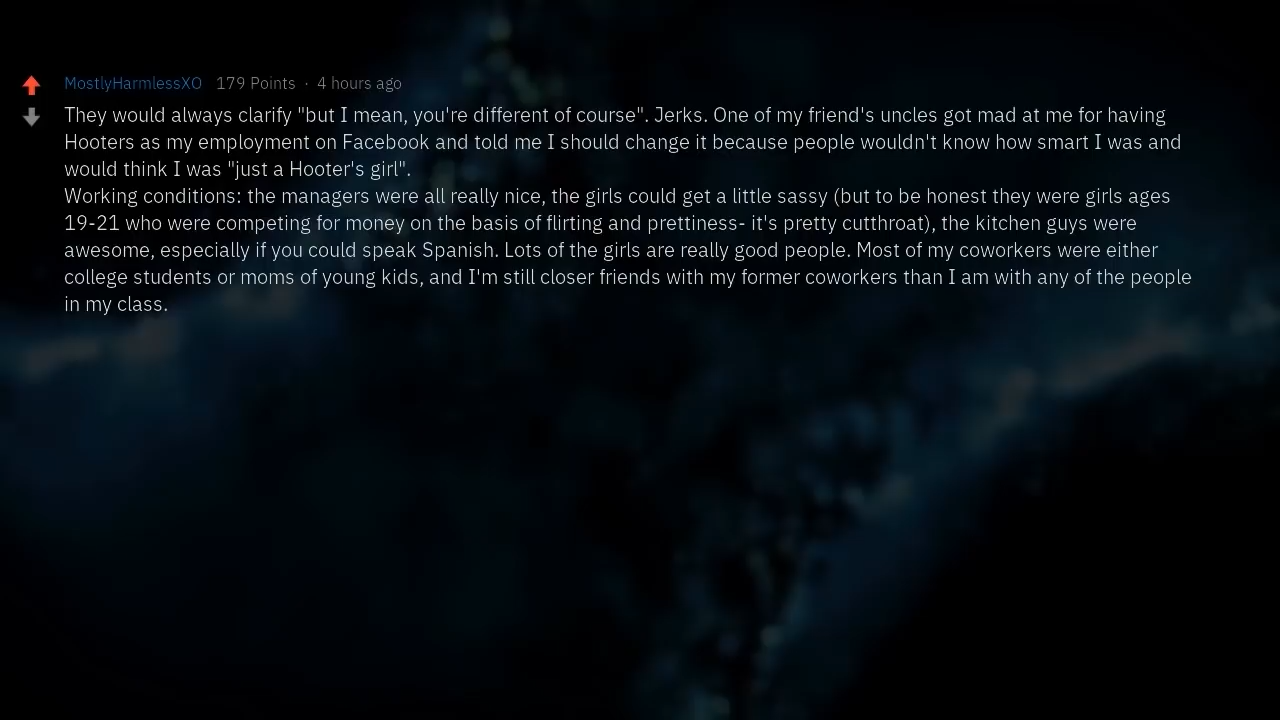 MostlyHarmlessXO 179 Points · 4 hours ago
They would always clarify "but I mean, you're different of course". Jerks. One of my friend's uncles got mad at me for having
Hooters as my employment on Facebook and told me I should change it because people wouldn't know how smart I was and
would think I was "just a Hooter's girl".
Working conditions: the managers were all really nice, the girls could get a little sassy (but to be honest they were girls ages
19-21 who were competing for money on the basis of flirting and prettiness- it's pretty cutthroat), the kitchen guys were
awesome, especially if you could speak Spanish. Lots of the girls are really good people. Most of my coworkers were either
college students or moms of young kids, and I'm still closer friends with my former coworkers than I am with any of the people
in my class.